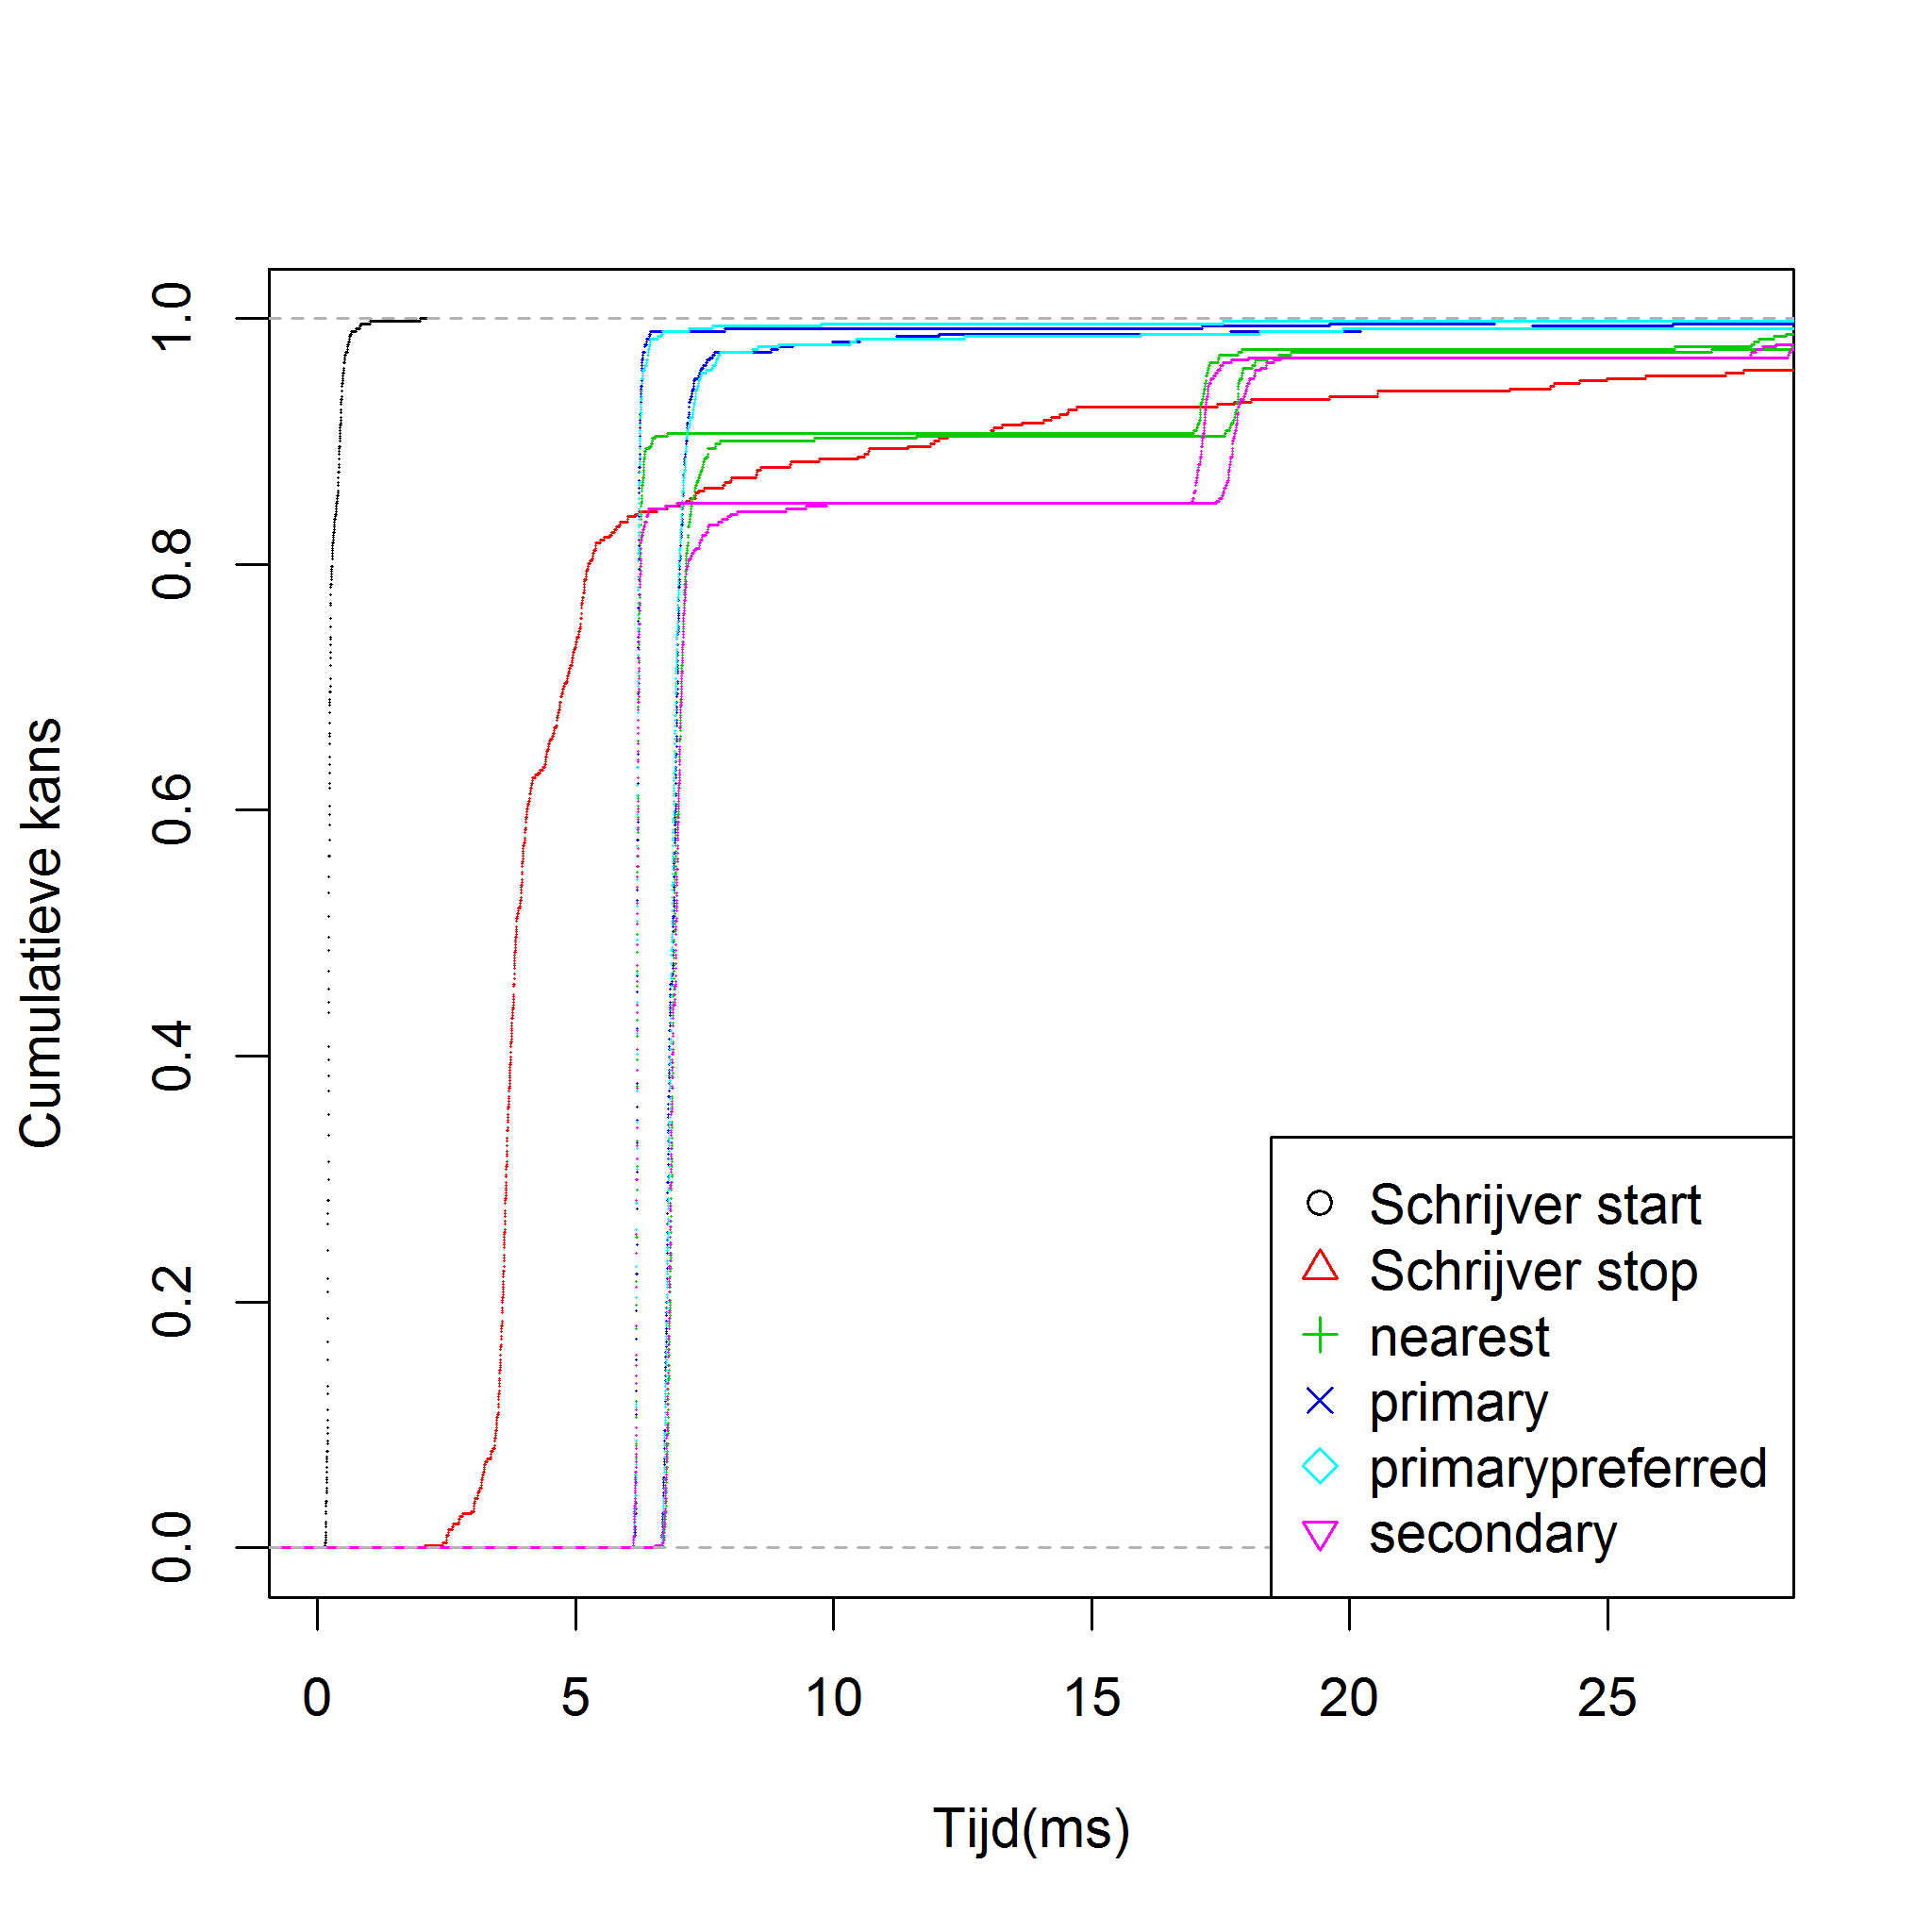 Cumulatieve kans
1.0
0.8
0.6
0.4
0.2
0.0
0 5 10 15 20 25
Tijd(ms)
Schrijver start
Schrijver stop
nearest
primary
primarypreferred
secondary